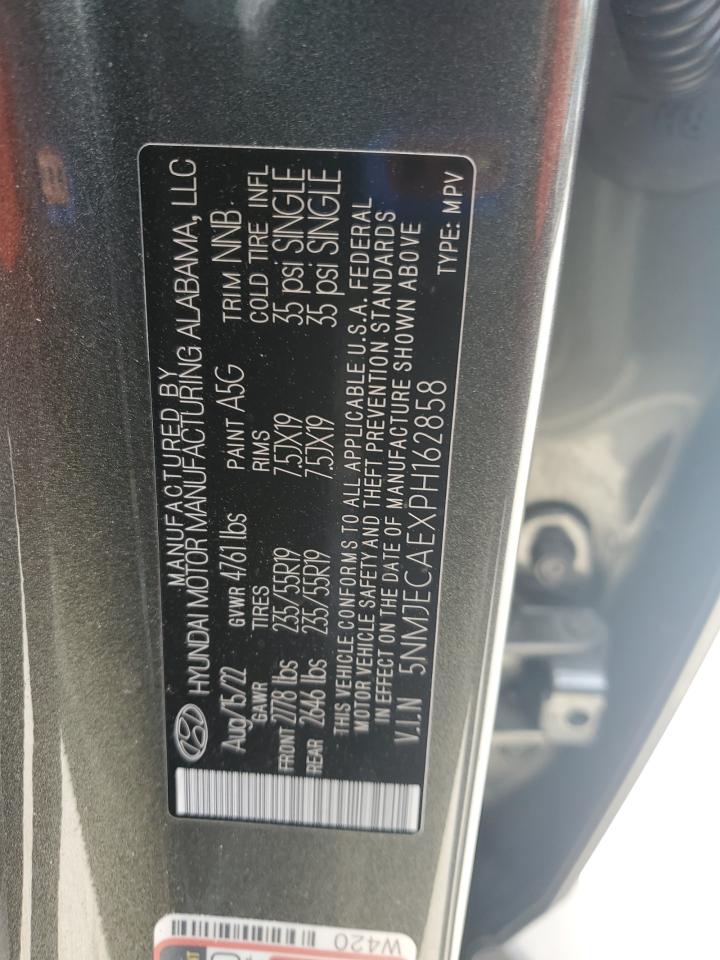 MANUFACTURED BY
HYUNDAI MOTOR MANUFACTURING ALABAMA, LLC
Aug/15/22 GVWR 4761 lbs PAINT A5G TRIM NNB
GAWR TIRES RIMS COLD TIRE INFL
FRONT 2778 lbs 235/55R19 7.5JX19 35 psi SINGLE
REAR 2646 lbs 235/55R19 7.5JX19 35 psi SINGLE
THIS VEHICLE CONFORMS TO ALL APPLICABLE U.S.A. FEDERAL
MOTOR VEHICLE SAFETY AND THEFT PREVENTION STANDARDS
IN EFFECT ON THE DATE OF MANUFACTURE SHOWN ABOVE
V.I.N 5NMJECAEXPH162858 TYPE: MPV
W420